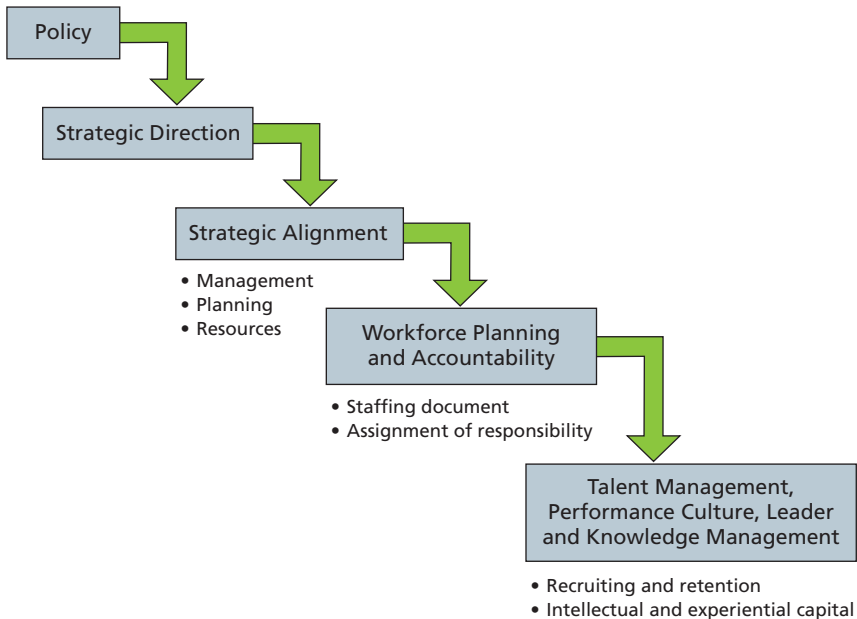 Policy
Strategic Direction
Strategic Alignment
• Management
• Planning
• Resources
Workforce Planning
and Accountability
• Staffing document
• Assignment of responsibility
Talent Management,
Performance Culture, Leader
and Knowledge Management
• Recruiting and retention
• Intellectual and experiential capital